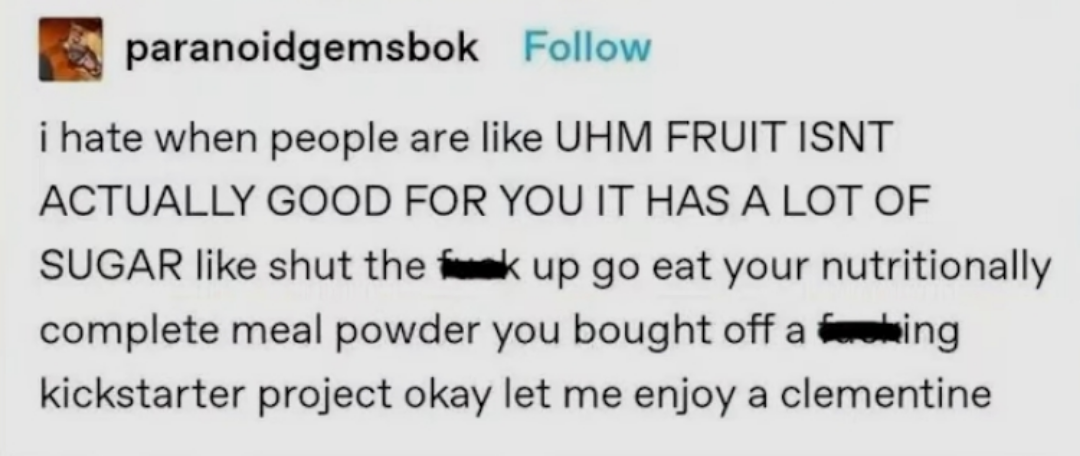 paranoidgemsbok Follow
i hate when people are like UHM FRUIT ISNT
ACTUALLY GOOD FOR YOU IT HAS A LOT OF
SUGAR like shut the up go eat your nutritionally
complete meal powder you bought off a
kickstarter project okay let me enjoy a clementine